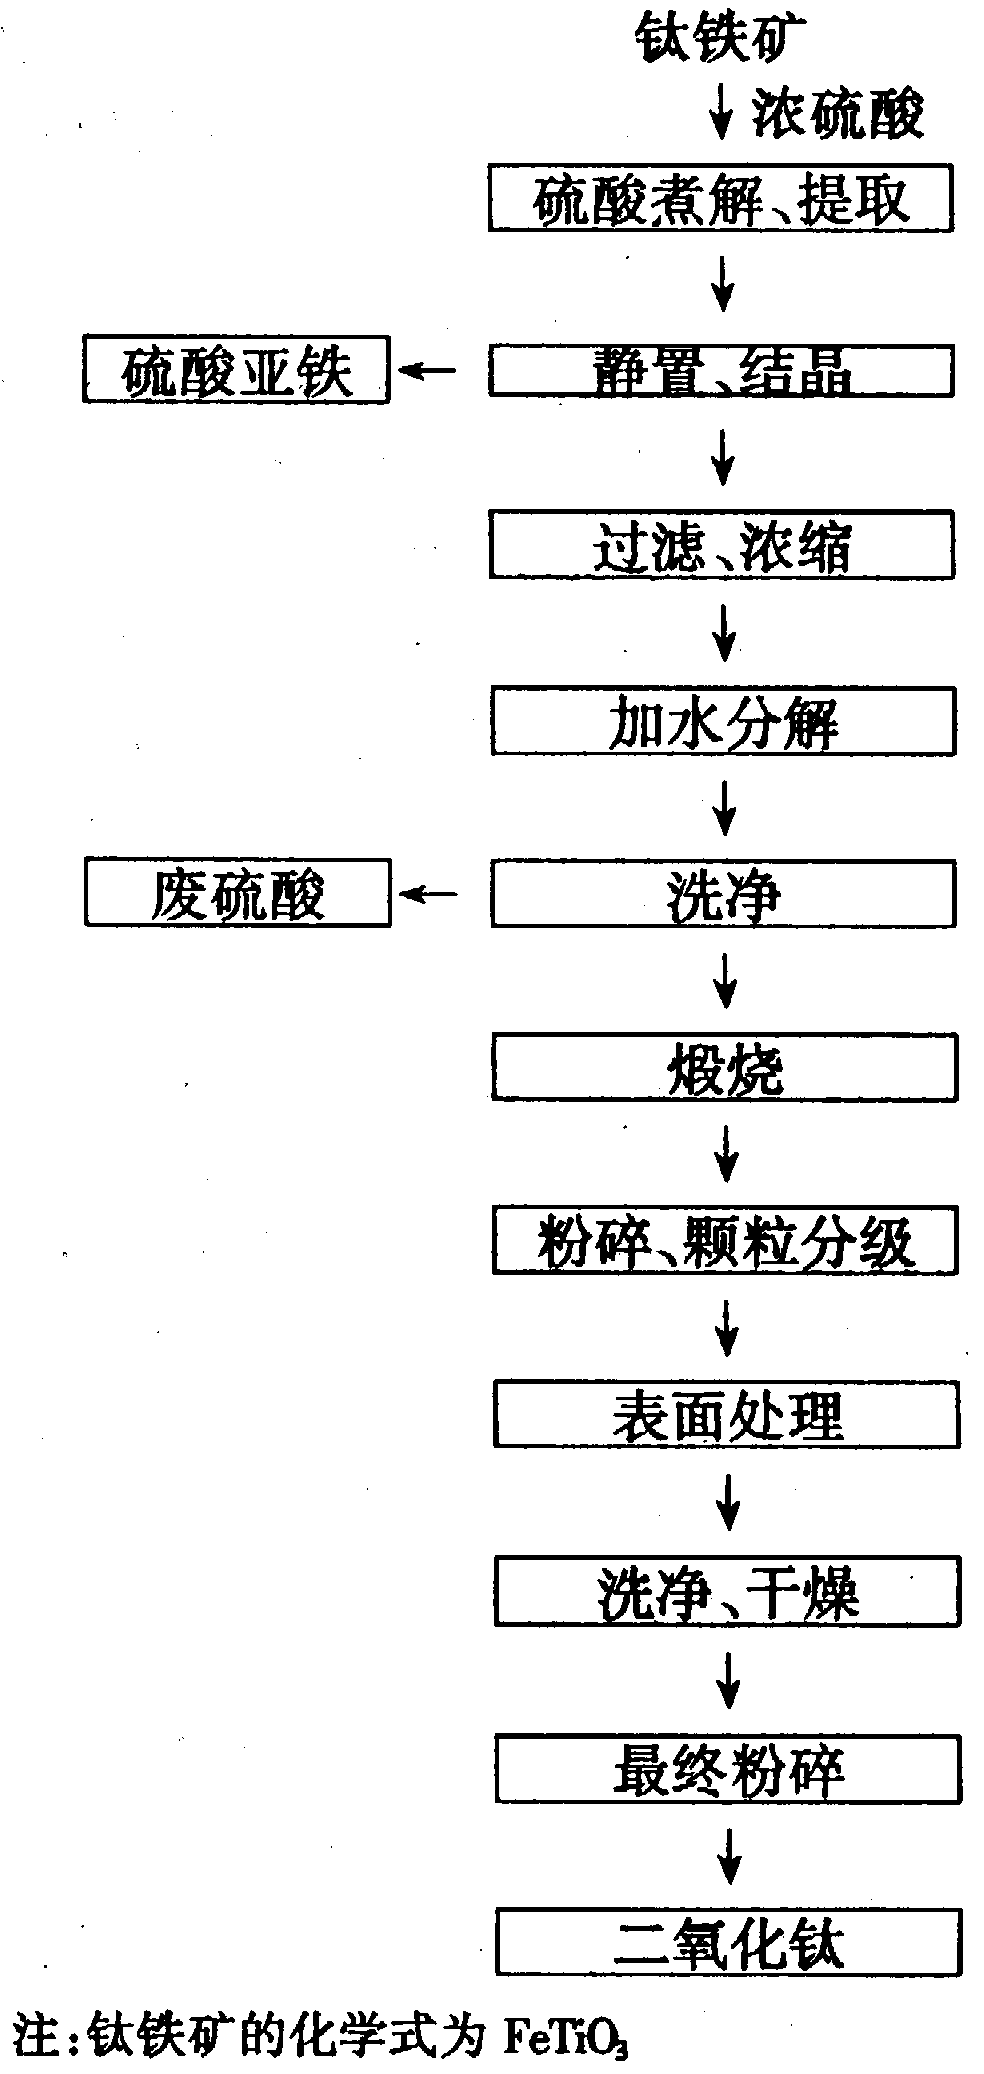 钛铁矿
浓硫酸
硫酸煮解、提取
硫酸亚铁
静置、结晶
过滤、浓缩
加水分解
废硫酸
洗净
煅烧
粉碎、颗粒分级
表面处理
洗净、干燥
最终粉碎
二氧化钛
注:钛铁矿的化学式为 FeTiO₃